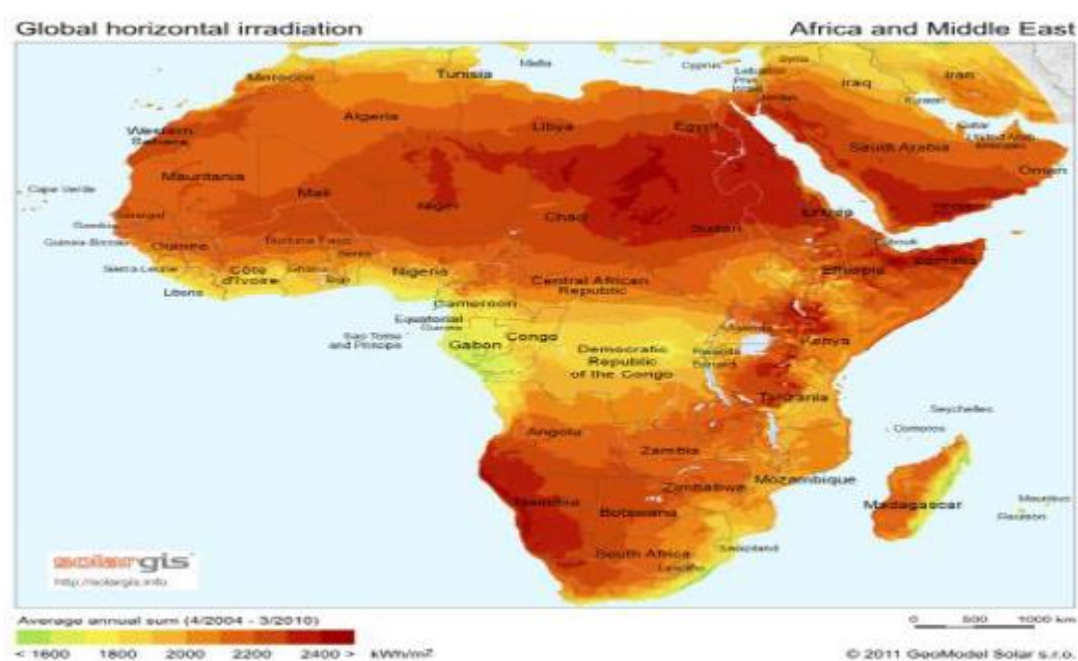 Global horizontal irradiation
Africa and Middle East
Morocco
Tunisia
Malta
Cyprus
Lebanon
Syria
Iraq
Iran
Jordan
Kuwait
Western
Sahara
Algeria
Libya
Egypt
Qatar
United Arab
Emirates
Saudi Arabia
Oman
Mauritania
Cape Verde
Mali
Niger
Chad
Sudan
Eritrea
Yemen
Senegal
Gambia
Guinea-Bissau
Guinea
Burkina Faso
Benin
Djibouti
Somalia
Sierra Leone
Côte
d'Ivoire
Ghana
Togo
Nigeria
Central African
Republic
Ethiopia
Liberia
Cameroon
Equatorial
Guinea
Sao Tome
and Principe
Gabon
Congo
Democratic
Republic
of the Congo
Uganda
Rwanda
Burundi
Kenya
Tanzania
Seychelles
Comoros
Angola
Zambia
Mozambique
Zimbabwe
Namibia
Botswana
Madagascar
Mauritius
Reunion
South Africa
Swaziland
Lesotho
solargis
http://solargis.info
Average annual sum (4/2004 - 3/2010)
0 500 1000 km
< 1600 1800 2000 2200 2400 > kWh/m²
© 2011 GeoModel Solar s.r.o.